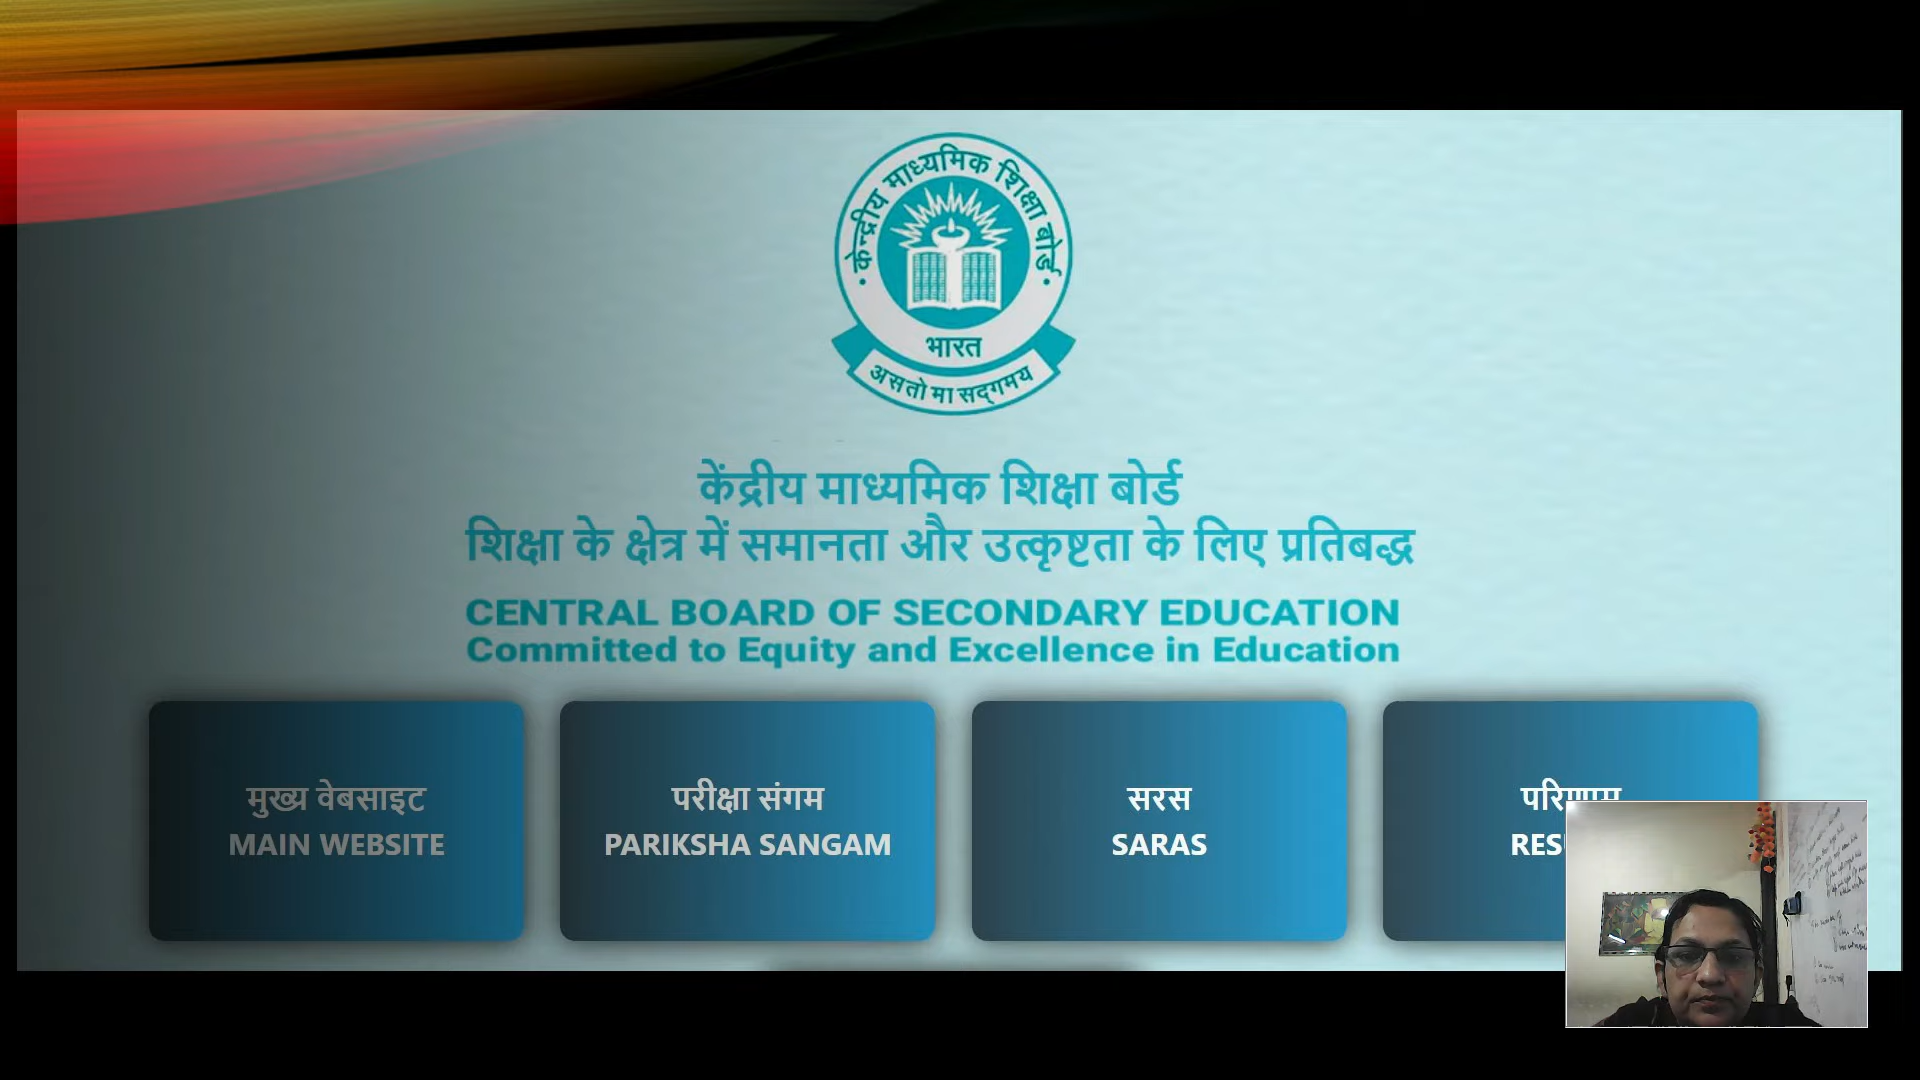 केन्द्रीय माध्यमिक शिक्षा बोर्ड
भारत
असतो मा सद्गमय
केंद्रीय माध्यमिक शिक्षा बोर्ड
शिक्षा के क्षेत्र में समानता और उत्कृष्टता के लिए प्रतिबद्ध
CENTRAL BOARD OF SECONDARY EDUCATION
Committed to Equity and Excellence in Education
मुख्य वेबसाइट
MAIN WEBSITE
परीक्षा संगम
PARIKSHA SANGAM
सरस
SARAS
परिणाम